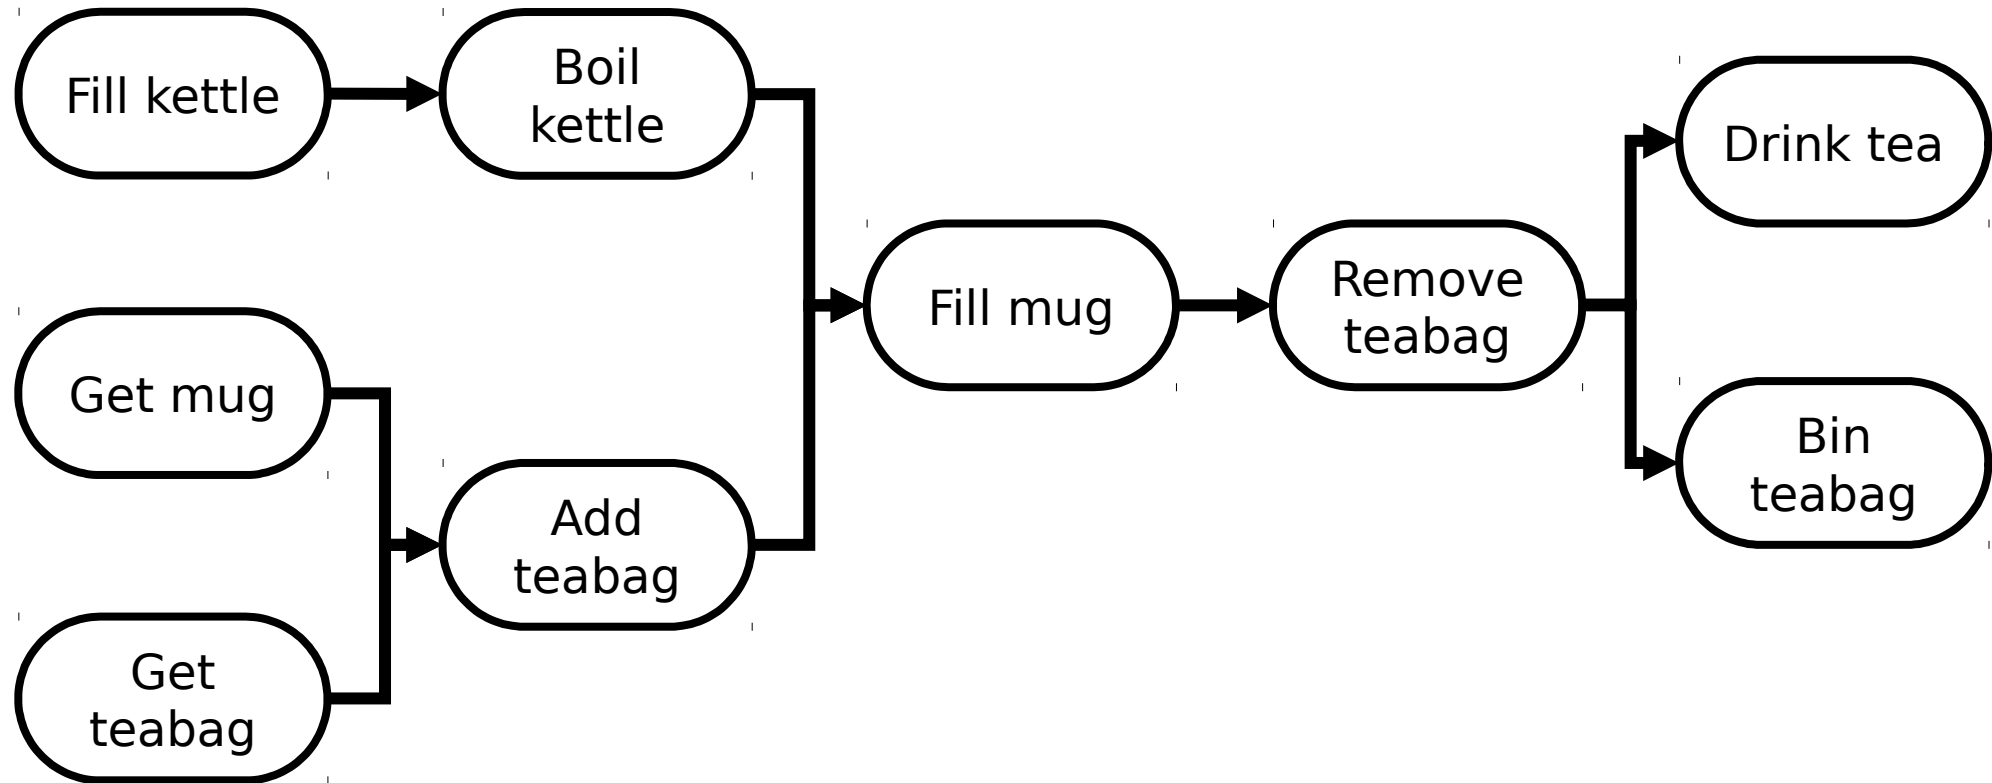 Fill kettle
Boil
kettle
Get mug
Get
teabag
Add
teabag
Fill mug
Remove
teabag
Drink tea
Bin
teabag